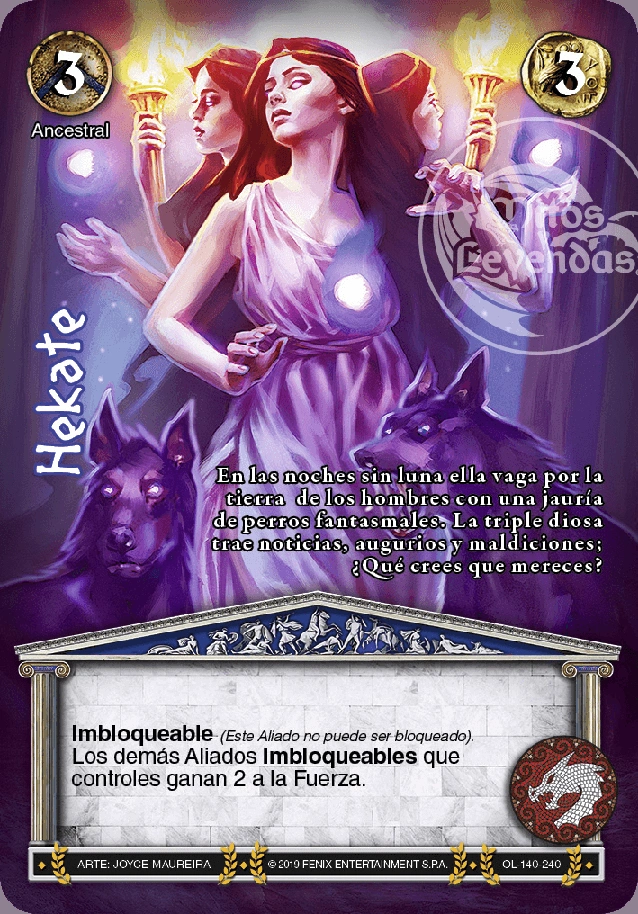 3
3
Ancestral
Mitos
Leyendas
Hekate
En las noches sin luna ella vaga por la
tierra de los hombres con una jauría
de perros fantasmales. La triple diosa
trae noticias, augurios y maldiciones;
¿Qué crees que mereces?
Imbloqueable (Este Aliado no puede ser bloqueado).
Los demás Aliados Imbloqueables que
controles ganan 2 a la Fuerza.
ARTE: JOYCE MAUREIRA
© 2019 FENIX ENTERTAINMENT S.P.A.
OL 140-240